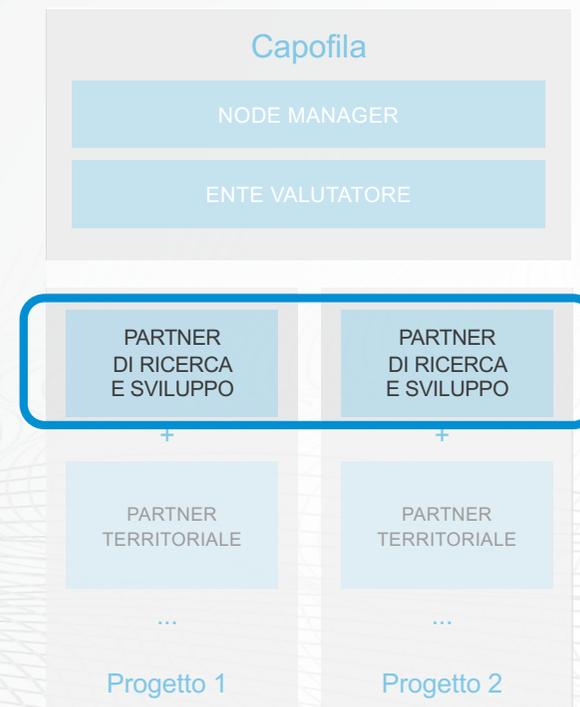 Capofila
NODE MANAGER
ENTE VALUTATORE
PARTNER
DI RICERCA
E SVILUPPO
+
PARTNER
TERRITORIALE
...
Progetto 1
PARTNER
DI RICERCA
E SVILUPPO
+
PARTNER
TERRITORIALE
...
Progetto 2